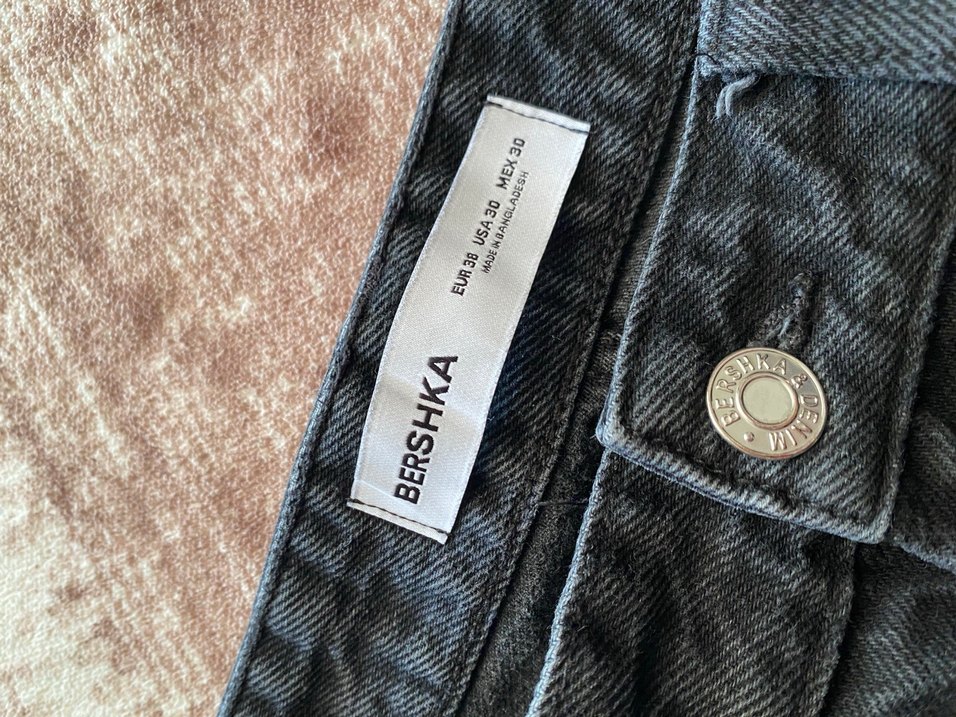 BERSHKA
EUR 38 USA 30 MEX 30
MADE IN BANGLADESH
BERSHKA & DENIM